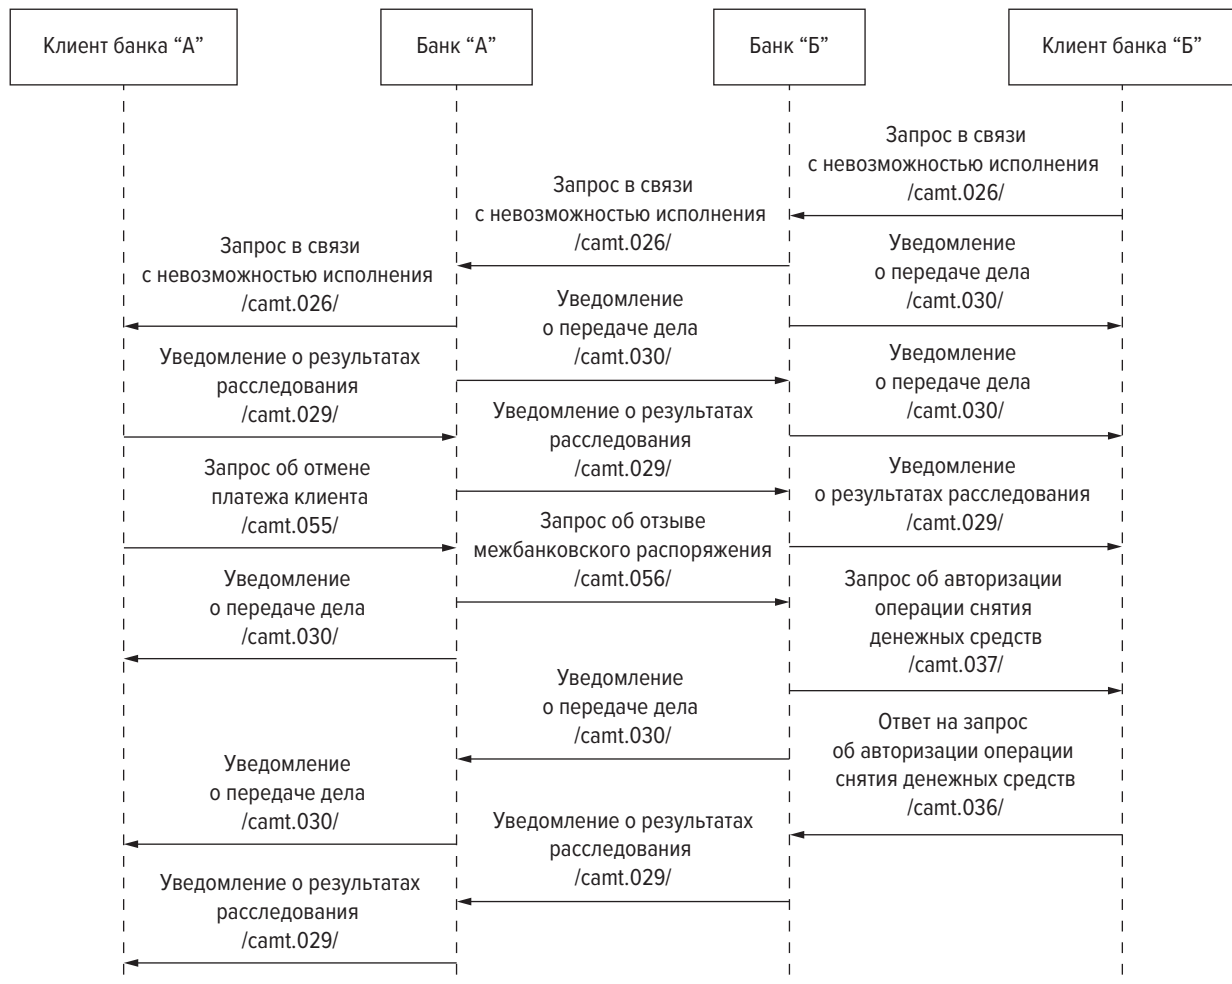 Клиент банка “А”
Банк “А”
Банк “Б”
Клиент банка “Б”
Запрос в связи
с невозможностью исполнения
/camt.026/
Запрос в связи
с невозможностью исполнения
/camt.026/
Запрос в связи
с невозможностью исполнения
/camt.026/
Уведомление
о передаче дела
/camt.030/
Уведомление
о передаче дела
/camt.030/
Уведомление
о передаче дела
/camt.030/
Уведомление о результатах
расследования
/camt.029/
Уведомление о результатах
расследования
/camt.029/
Уведомление
о результатах расследования
/camt.029/
Запрос об отмене
платежа клиента
/camt.055/
Запрос об отзыве
межбанковского распоряжения
/camt.056/
Уведомление
о передаче дела
/camt.030/
Запрос об авторизации
операции снятия
денежных средств
/camt.037/
Уведомление
о передаче дела
/camt.030/
Ответ на запрос
об авторизации операции
снятия денежных средств
/camt.036/
Уведомление
о передаче дела
/camt.030/
Уведомление о результатах
расследования
/camt.029/
Уведомление о результатах
расследования
/camt.029/